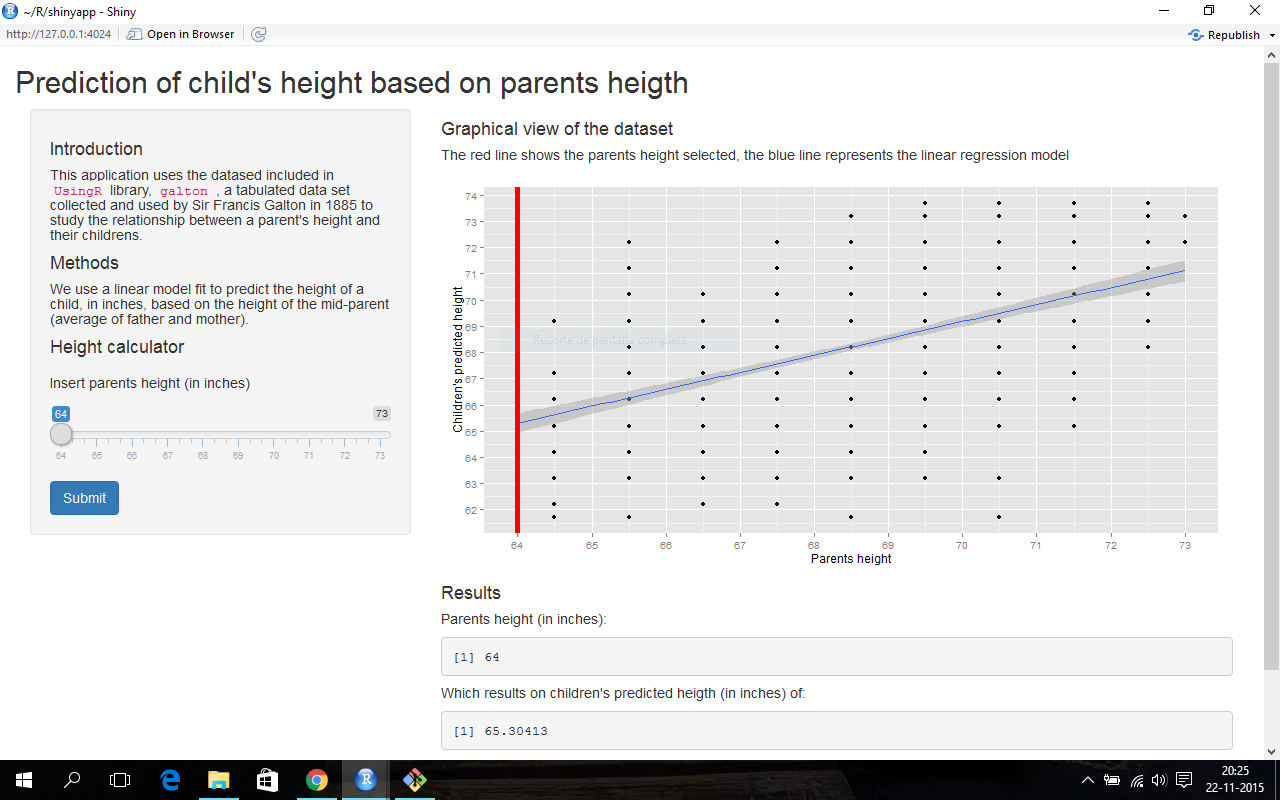 ~/R/shinyapp - Shiny
http://127.0.0.1:4024
Open in Browser
Republish
Prediction of child's height based on parents heigth
Introduction
This application uses the datased included in
UsingR library, galton , a tabulated data set
collected and used by Sir Francis Galton in 1885 to
study the relationship between a parent's height and
their childrens.
Methods
We use a linear model fit to predict the height of a
child, in inches, based on the height of the mid-parent
(average of father and mother).
Height calculator
Insert parents height (in inches)
64 73
64 65 66 67 68 69 70 71 72 73
Submit
Graphical view of the dataset
The red line shows the parents height selected, the blue line represents the linear regression model
Children's predicted height
74
73
72
71
70
69
68
67
66
65
64
63
62
Recorte de pantalla completa
64 65 66 67 68 69 70 71 72 73
Parents height
Results
Parents height (in inches):
[1] 64
Which results on children's predicted heigth (in inches) of:
[1] 65.30413
20:25
22-11-2015